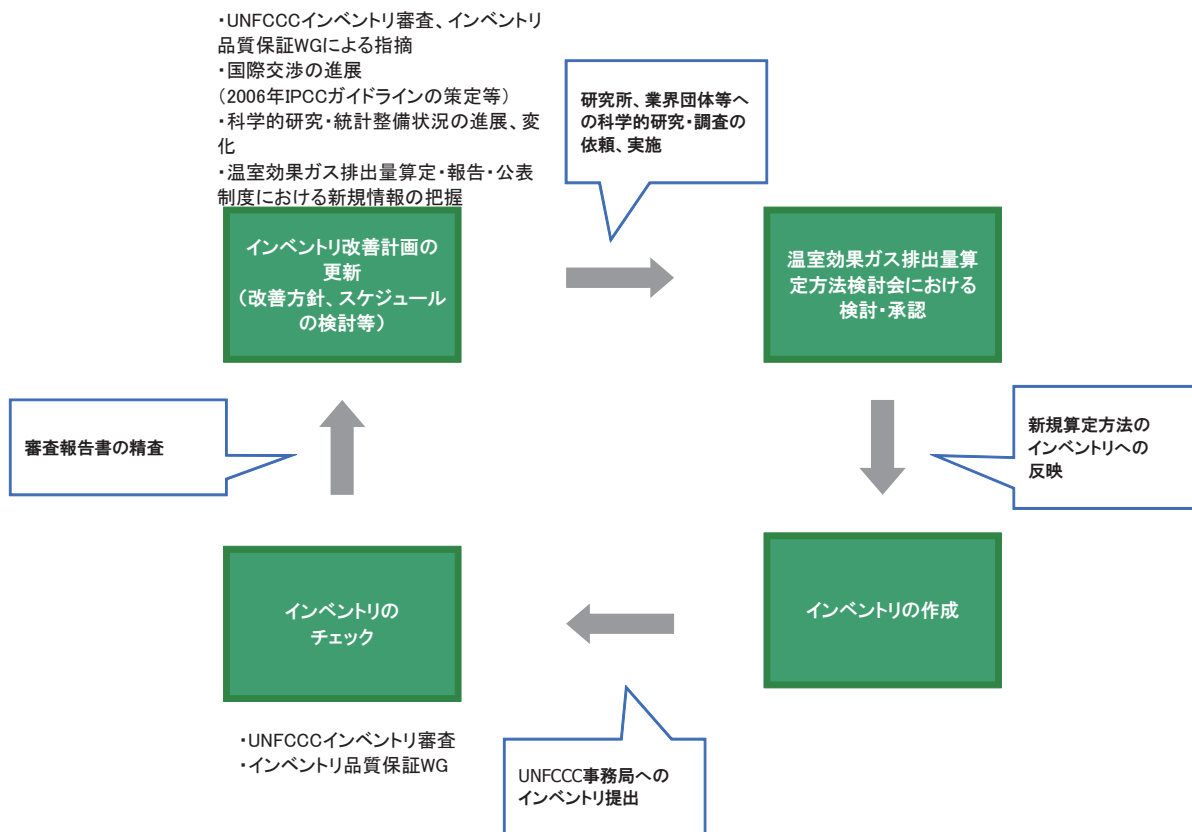 ・UNFCCCインベントリ審査、インベントリ
品質保証WGによる指摘
・国際交渉の進展
（2006年IPCCガイドラインの策定等）
・科学的研究・統計整備状況の進展、変
化
・温室効果ガス排出量算定・報告・公表
制度における新規情報の把握
研究所、業界団体等へ
の科学的研究・調査の
依頼、実施
インベントリ改善計画の
更新
（改善方針、スケジュール
の検討等）
温室効果ガス排出量算
定方法検討会における
検討・承認
審査報告書の精査
新規算定方法の
インベントリへの
反映
インベントリの
チェック
インベントリの作成
・UNFCCCインベントリ審査
・インベントリ品質保証WG
UNFCCC事務局への
インベントリ提出